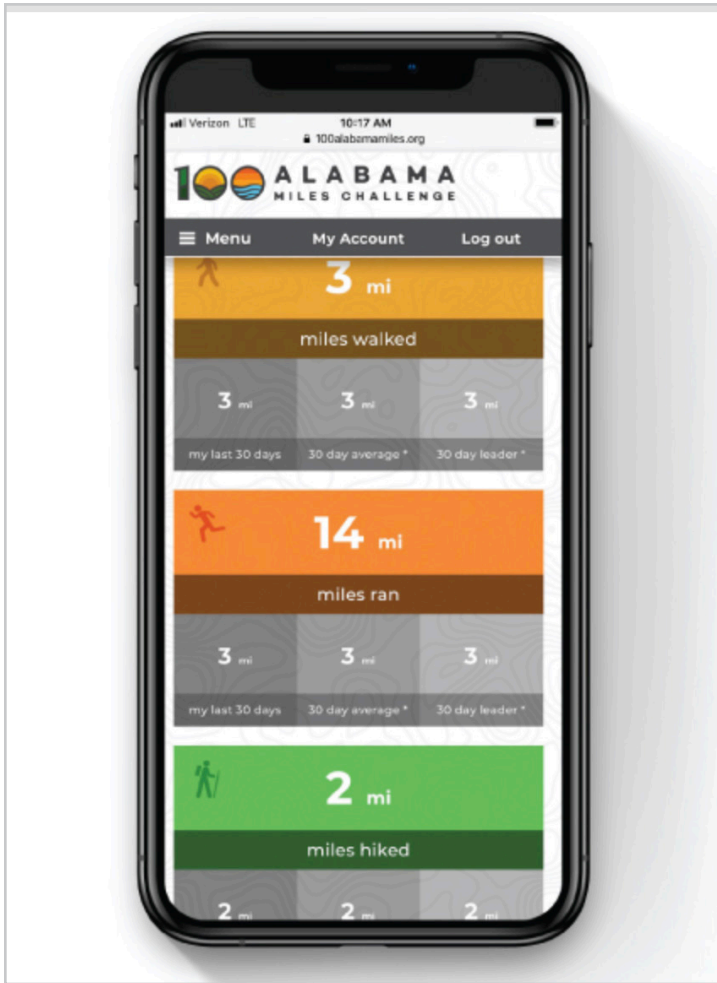 Verizon LTE 10:17 AM
100alabamamiles.org
100 ALABAMA
MILES CHALLENGE
Menu My Account Log out
3 mi
miles walked
3 mi 3 mi 3 mi
my last 30 days 30 day average * 30 day leader *
14 mi
miles ran
3 mi 3 mi 3 mi
my last 30 days 30 day average * 30 day leader *
2 mi
miles hiked
2 mi 2 mi 2 mi